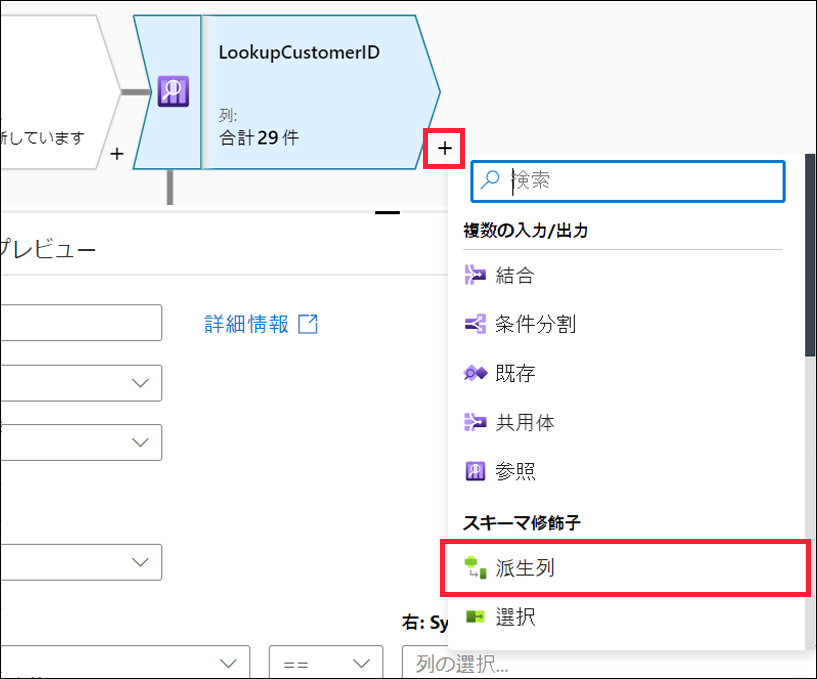 LookupCustomerID
列:
合計 29 件
新しています
+
+
検索
複数の入力/出力
結合
条件分割
既存
共用体
参照
スキーマ修飾子
派生列
選択
プレビュー
詳細情報
右: Sy
==
列の選択...